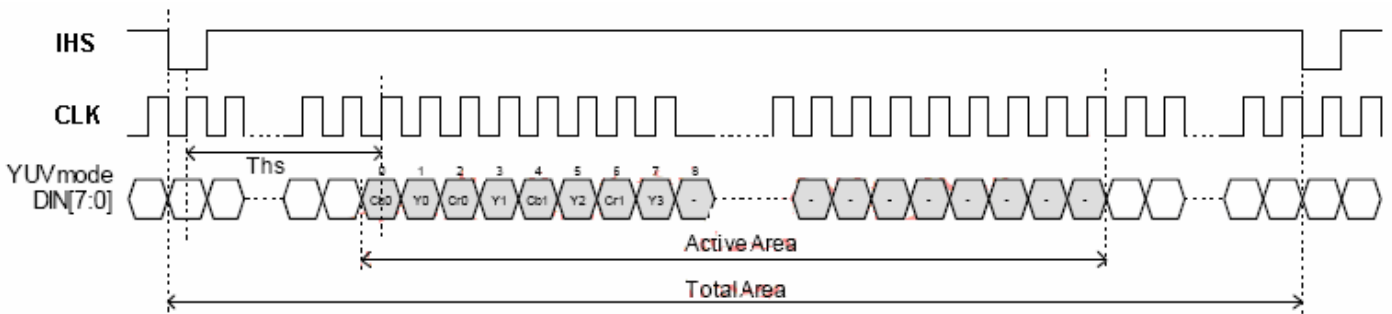 IHS
CLK
Ths
YUV mode
DIN[7:0]
0 1 2 3 4 5 6 7 8
Cb0 Y0 Cr0 Y1 Cb1 Y2 Cr1 Y3 - - - - - - - - -
Active Area
Total Area